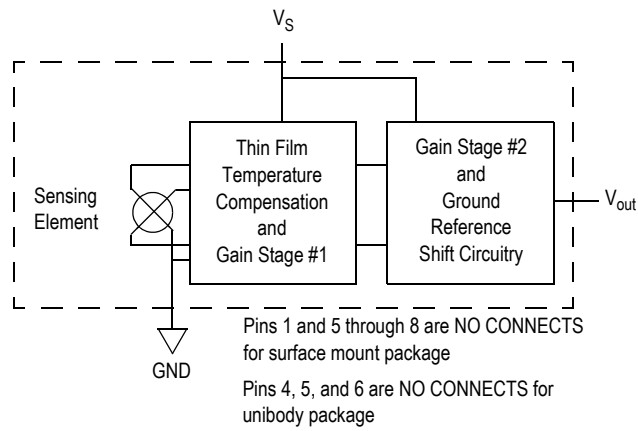 V_S
Thin Film
Temperature
Compensation
and
Gain Stage #1
Gain Stage #2
and
Ground
Reference
Shift Circuitry
Sensing
Element
V_out
GND
Pins 1 and 5 through 8 are NO CONNECTS
for surface mount package
Pins 4, 5, and 6 are NO CONNECTS for
unibody package